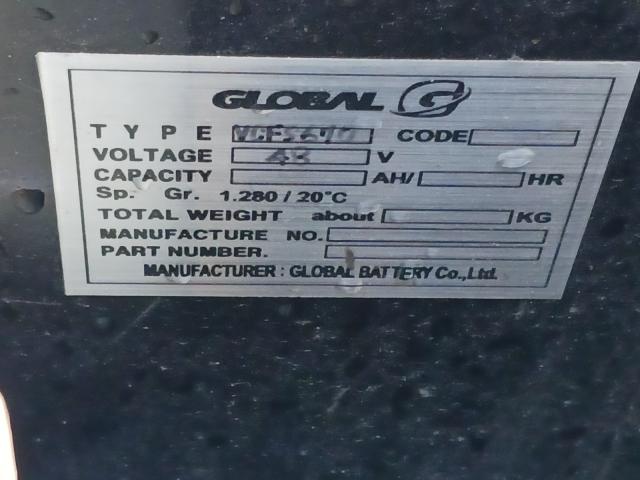 GLOBAL G
TYPE CODE
VOLTAGE 48 V
CAPACITY AH/ HR
Sp. Gr. 1.280 / 20°C
TOTAL WEIGHT about KG
MANUFACTURE NO.
PART NUMBER.
MANUFACTURER : GLOBAL BATTERY Co.,Ltd.